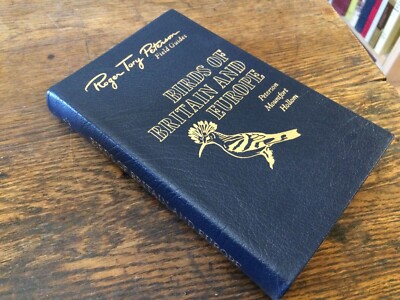 Roger Tory Peterson
Field Guides
BIRDS OF
BRITAIN AND
EUROPE
Peterson
Mountfort
Hollom